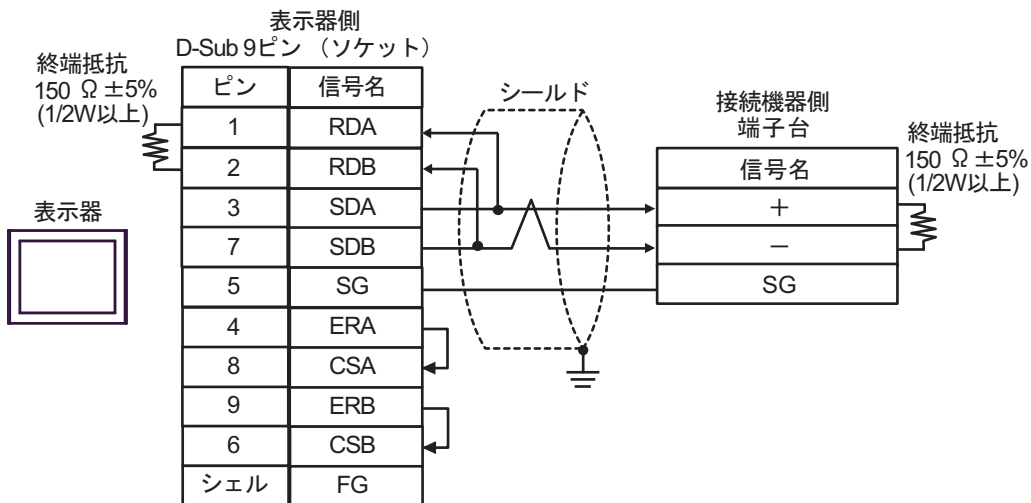 表示器側
D-Sub 9ピン （ソケット）
終端抵抗
150 Ω ±5%
(1/2W以上)
ピン 信号名
1 RDA
2 RDB
3 SDA
7 SDB
5 SG
4 ERA
8 CSA
9 ERB
6 CSB
シェル FG
表示器
シールド
接続機器側
端子台
信号名
＋
－
SG
終端抵抗
150 Ω ±5%
(1/2W以上)